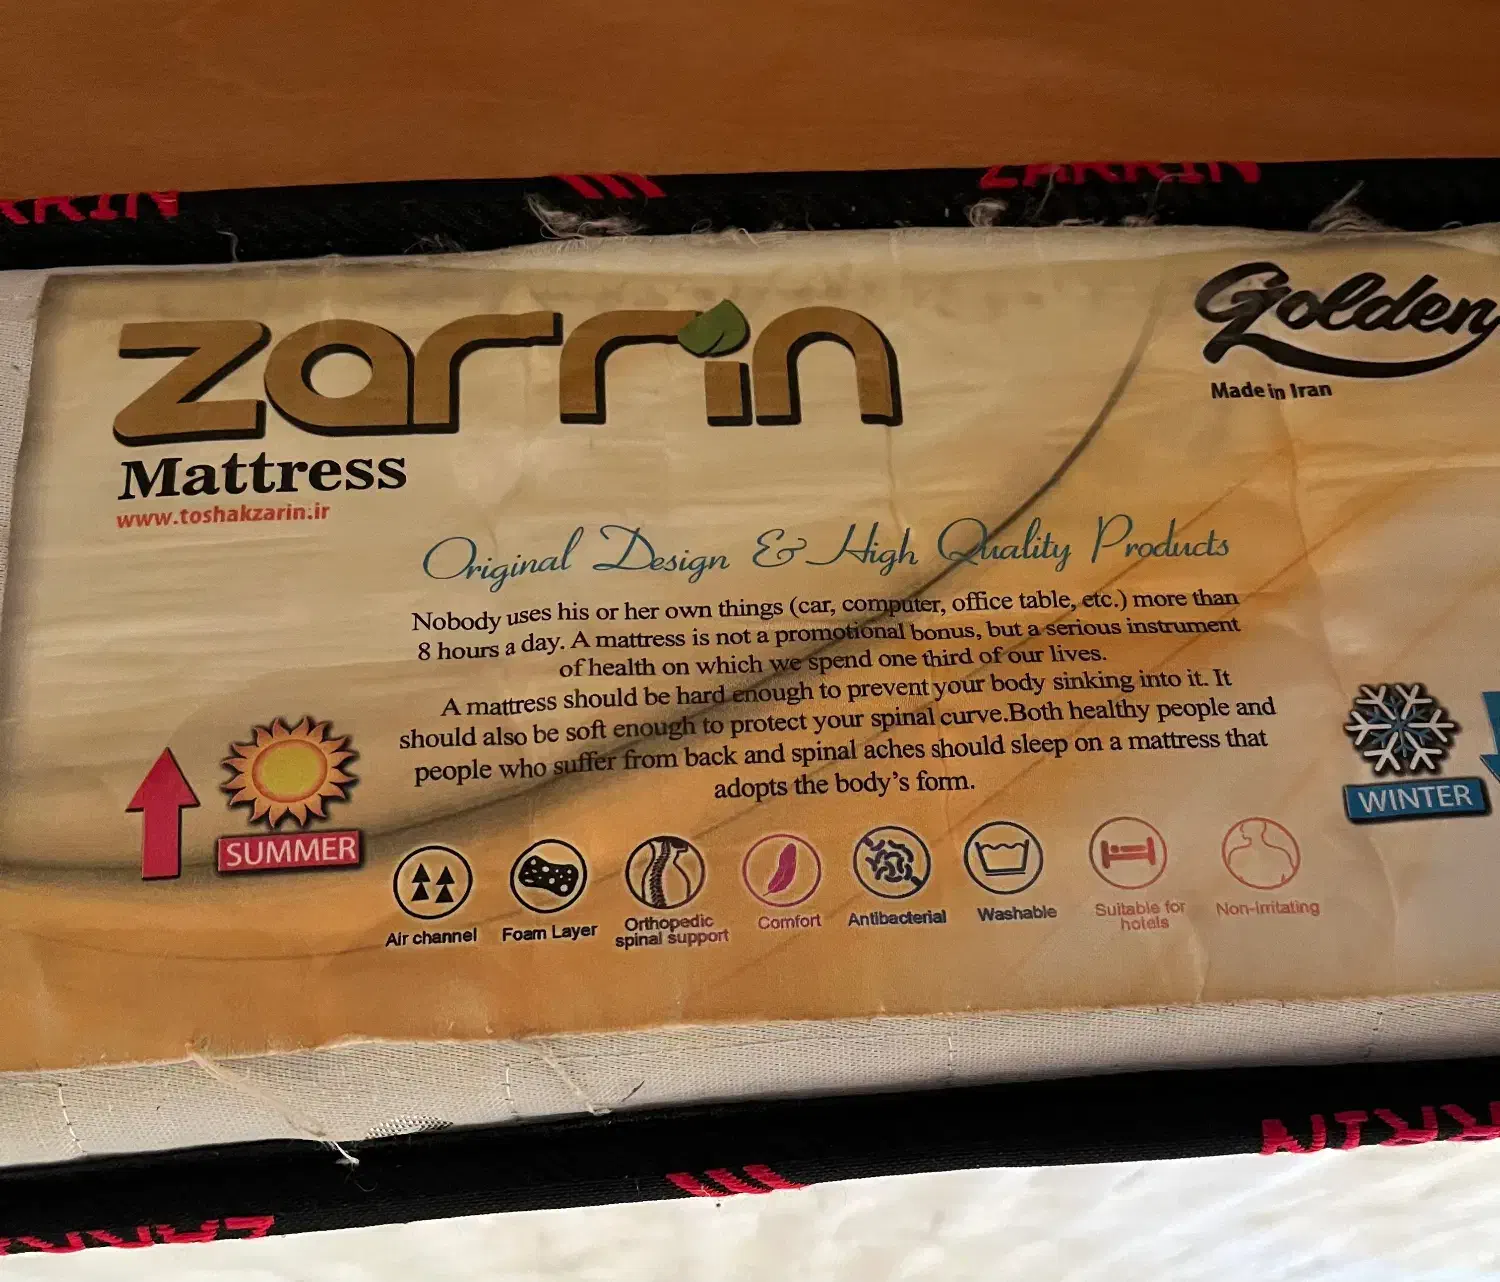 ZARRIN
zarrin
Mattress
www.toshakzarin.ir
Golden
Made in Iran
Original Design & High Quality Products
Nobody uses his or her own things (car, computer, office table, etc.) more than
8 hours a day. A mattress is not a promotional bonus, but a serious instrument
of health on which we spend one third of our lives.
A mattress should be hard enough to prevent your body sinking into it. It
should also be soft enough to protect your spinal curve.Both healthy people and
people who suffer from back and spinal aches should sleep on a mattress that
adopts the body's form.
SUMMER
WINTER
Air channel
Foam Layer
Orthopedic
spinal support
Comfort
Antibacterial
Washable
Suitable for
hotels
Non-irritating